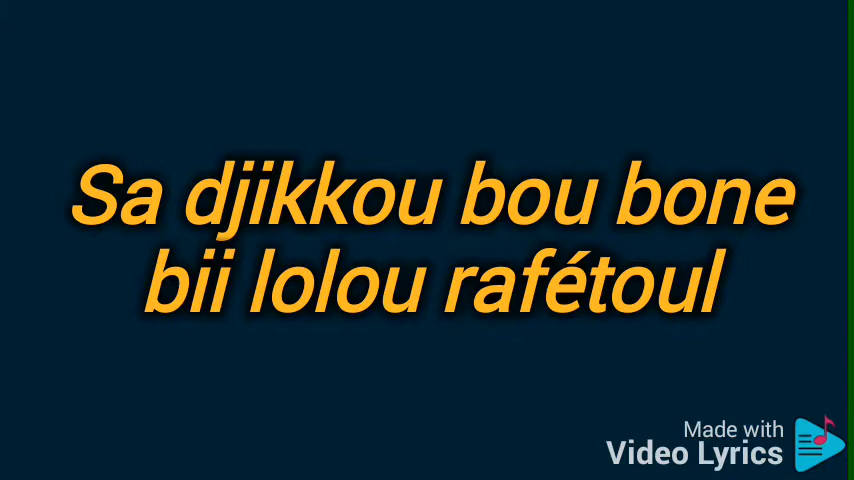 Sa djikkou bou bone
bii lolou rafétoul
Made with
Video Lyrics